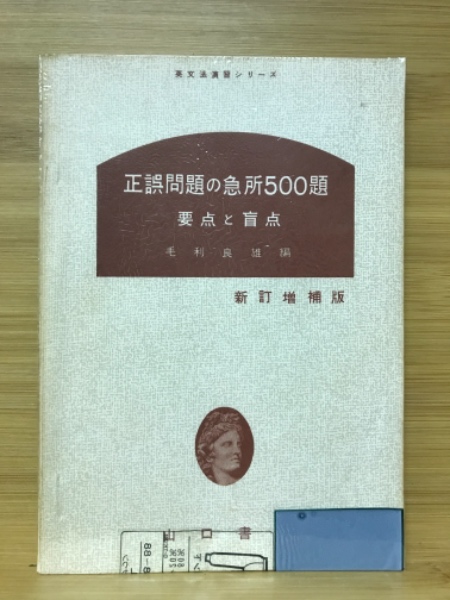 英文法演習シリーズ
正誤問題の急所500題
要点と盲点
毛利良雄編
新訂増補版
山口書